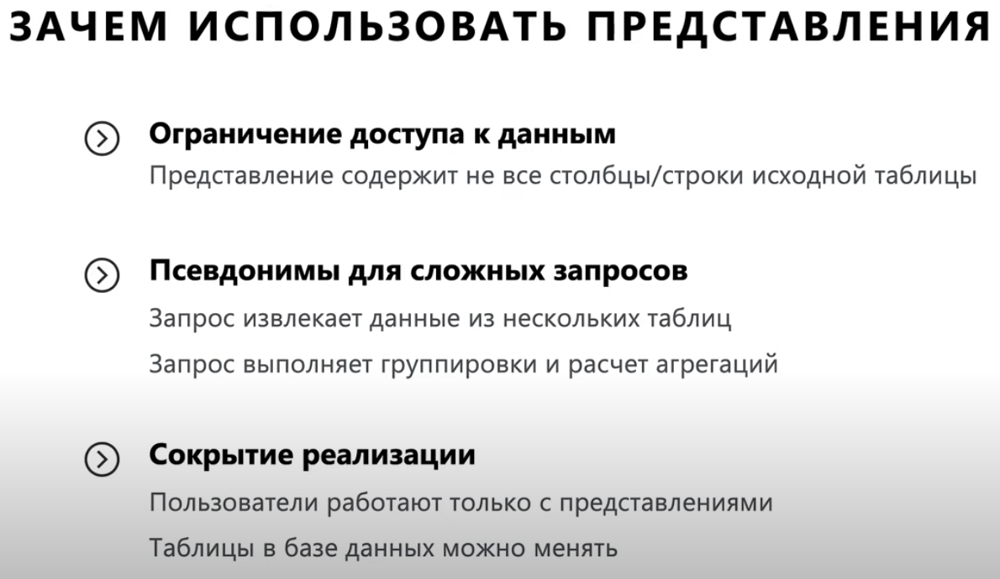 ЗАЧЕМ ИСПОЛЬЗОВАТЬ ПРЕДСТАВЛЕНИЯ
Ограничение доступа к данным
Представление содержит не все столбцы/строки исходной таблицы
Псевдонимы для сложных запросов
Запрос извлекает данные из нескольких таблиц
Запрос выполняет группировки и расчет агрегаций
Сокрытие реализации
Пользователи работают только с представлениями
Таблицы в базе данных можно менять